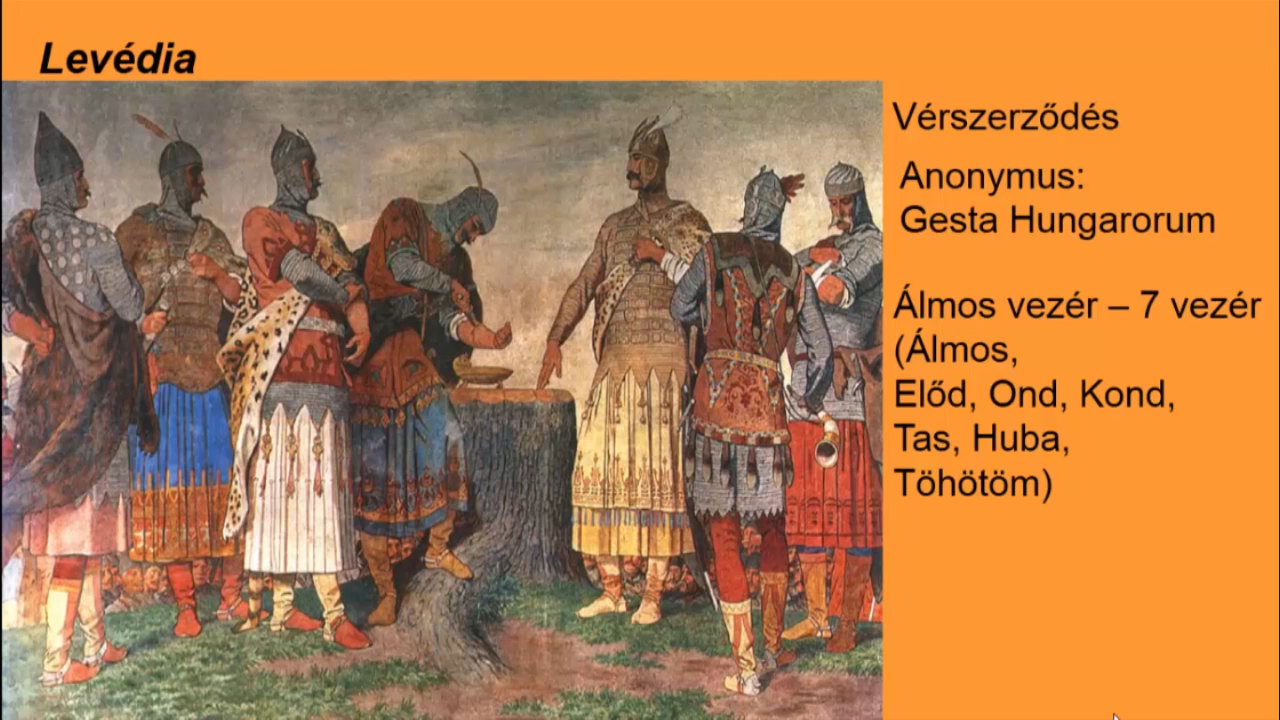 Levédia
Vérszerződés
Anonymus:
Gesta Hungarorum
Álmos vezér – 7 vezér
(Álmos,
Előd, Ond, Kond,
Tas, Huba,
Töhötöm)